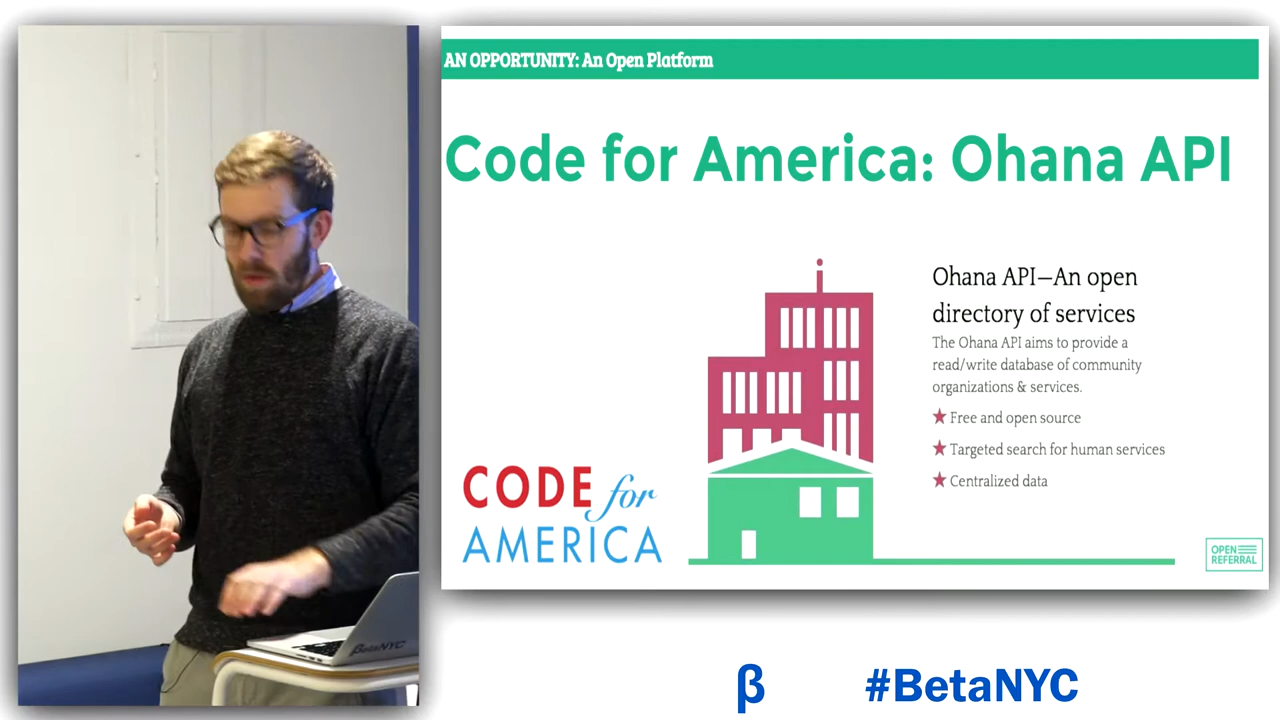 AN OPPORTUNITY: An Open Platform
Code for America: Ohana API
Ohana API—An open
directory of services
The Ohana API aims to provide a
read/write database of community
organizations & services.
Free and open source
Targeted search for human services
Centralized data
CODE for
AMERICA
OPEN
REFERRAL
BetaNYC
β #BetaNYC